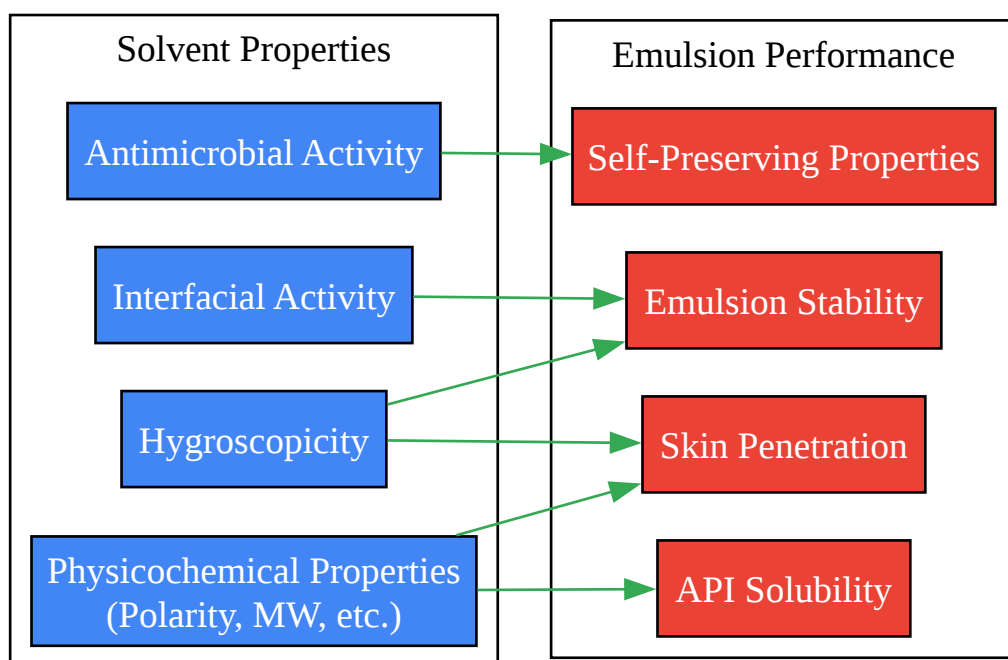 Solvent Properties
Antimicrobial Activity
Interfacial Activity
Hygroscopicity
Physicochemical Properties
(Polarity, MW, etc.)
Emulsion Performance
Self-Preserving Properties
Emulsion Stability
Skin Penetration
API Solubility